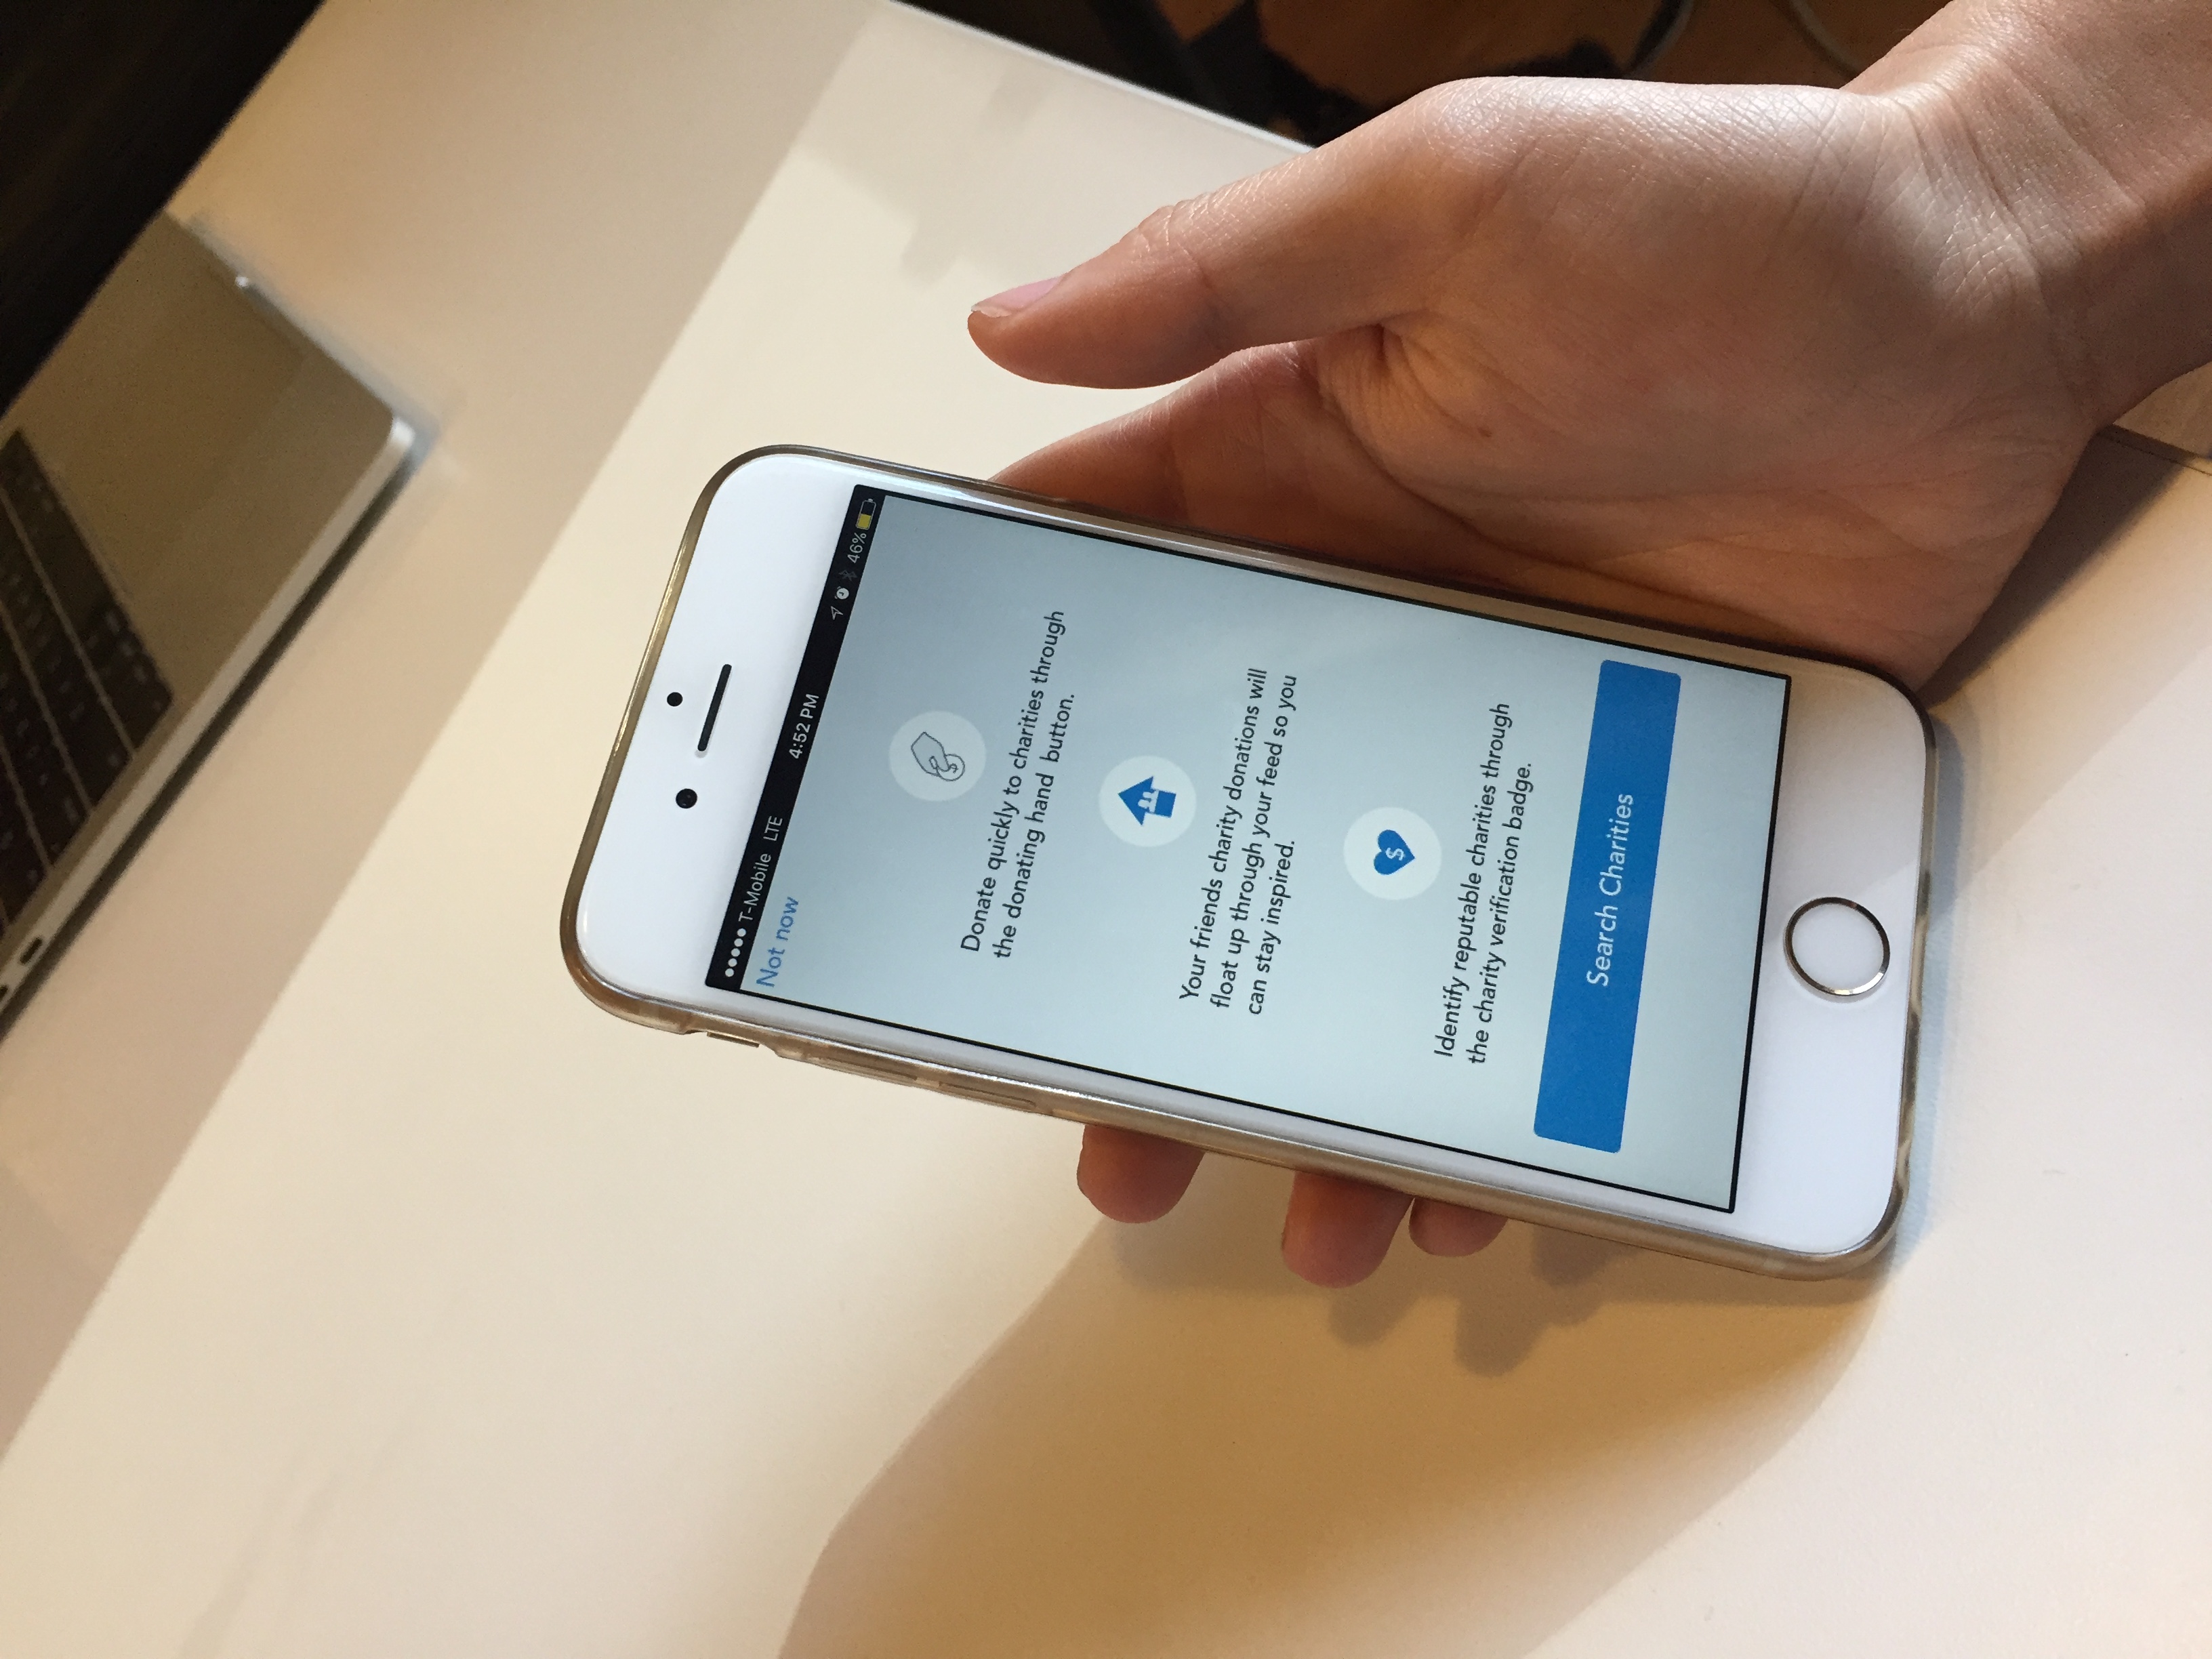 ●●●●● T-Mobile LTE 4:52 PM 46%
Not now
Donate quickly to charities through
the donating hand button.
Your friends charity donations will
float up through your feed so you
can stay inspired.
$
Identify reputable charities through
the charity verification badge.
Search Charities